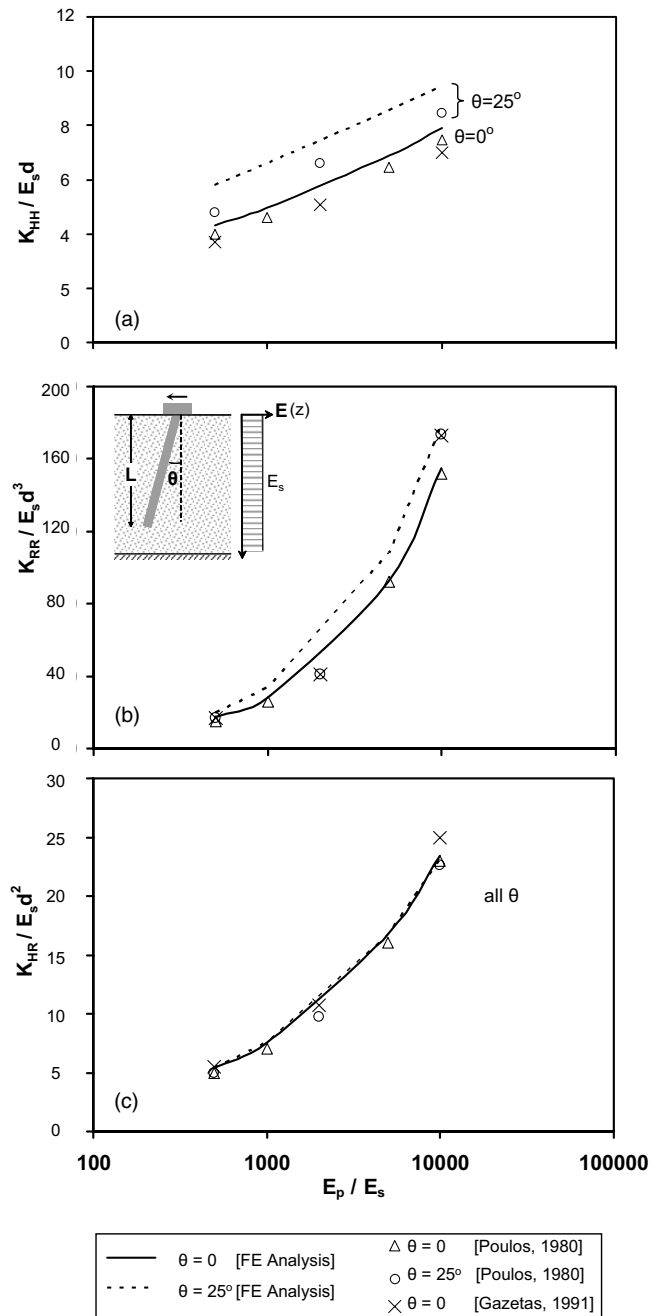 12
10
8
6
4
5
0
K_HH / E_s d
θ=25°
θ=0°
(a)
200
160
120
80
40
0
K_RR / E_s d³
E(z)
L
θ
E_s
(b)
30
25
20
15
10
5
0
K_HR / E_s d²
all θ
(c)
100 1000 10000 100000
E_p / E_s
θ = 0 [FE Analysis]
θ = 25° [FE Analysis]
θ = 0 [Poulos, 1980]
θ = 25° [Poulos, 1980]
θ = 0 [Gazetas, 1991]